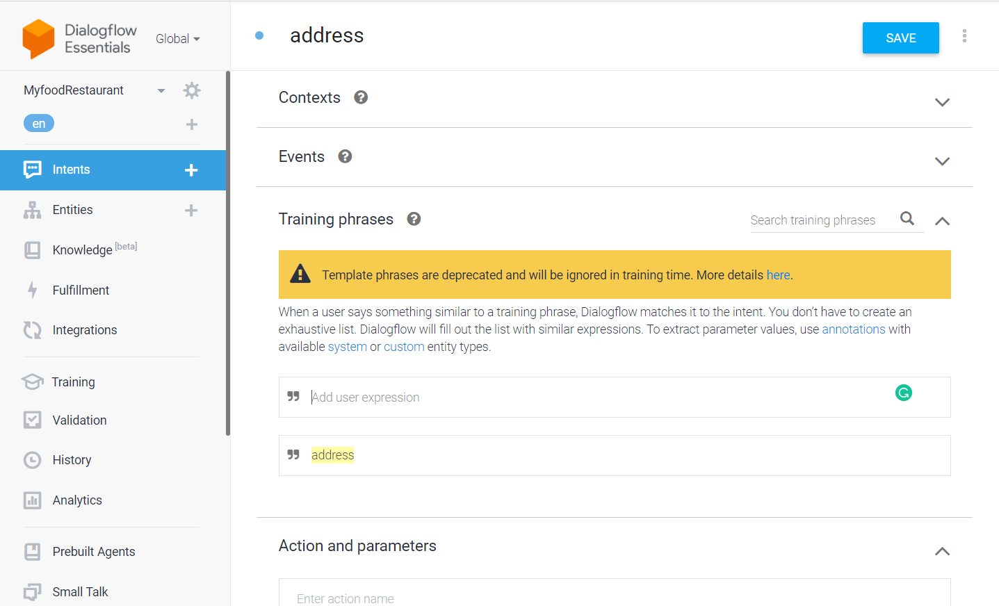 Dialogflow
Essentials
Global
address
SAVE
MyfoodRestaurant
en
Intents
Entities
Knowledge [beta]
Fulfillment
Integrations
Training
Validation
History
Analytics
Prebuilt Agents
Small Talk
Contexts
Events
Training phrases
Search training phrases
Template phrases are deprecated and will be ignored in training time. More details here.
When a user says something similar to a training phrase, Dialogflow matches it to the intent. You don’t have to create an
exhaustive list. Dialogflow will fill out the list with similar expressions. To extract parameter values, use annotations with
available system or custom entity types.
Add user expression
address
Action and parameters
Enter action name